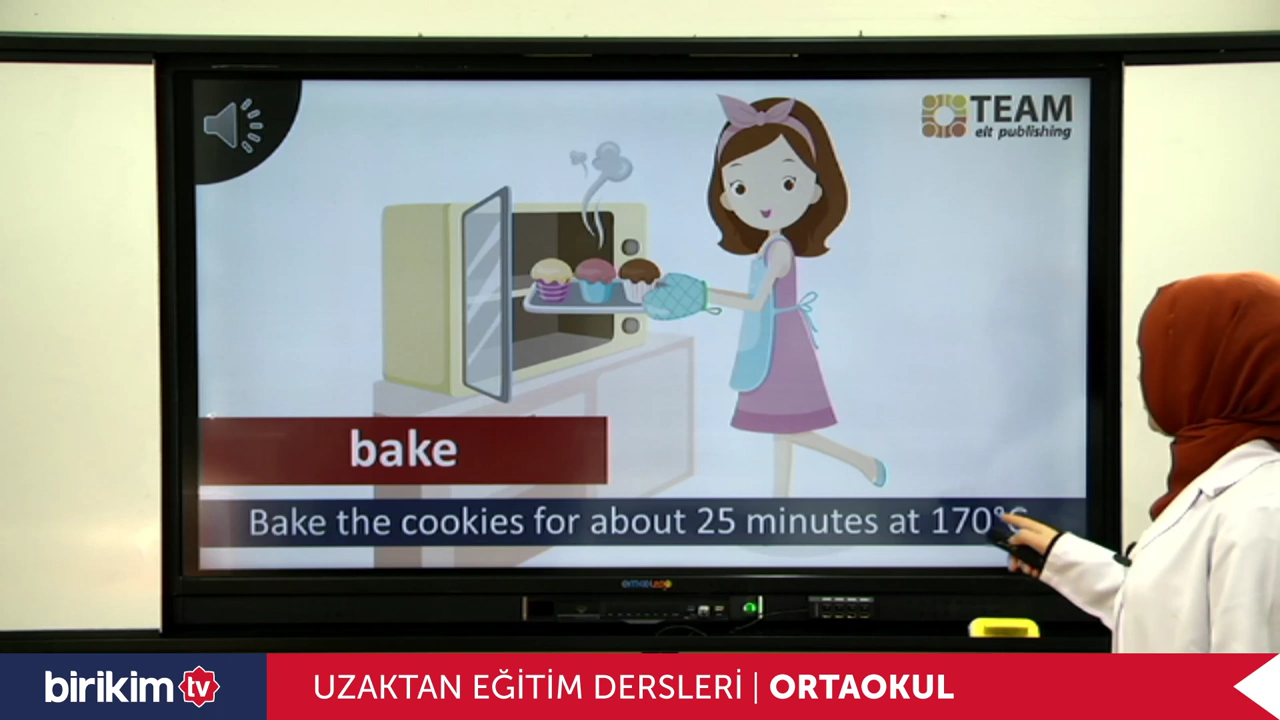 TEAM
elt publishing
bake
Bake the cookies for about 25 minutes at 170°C
birikim tv
UZAKTAN EĞİTİM DERSLERİ | ORTAOKUL